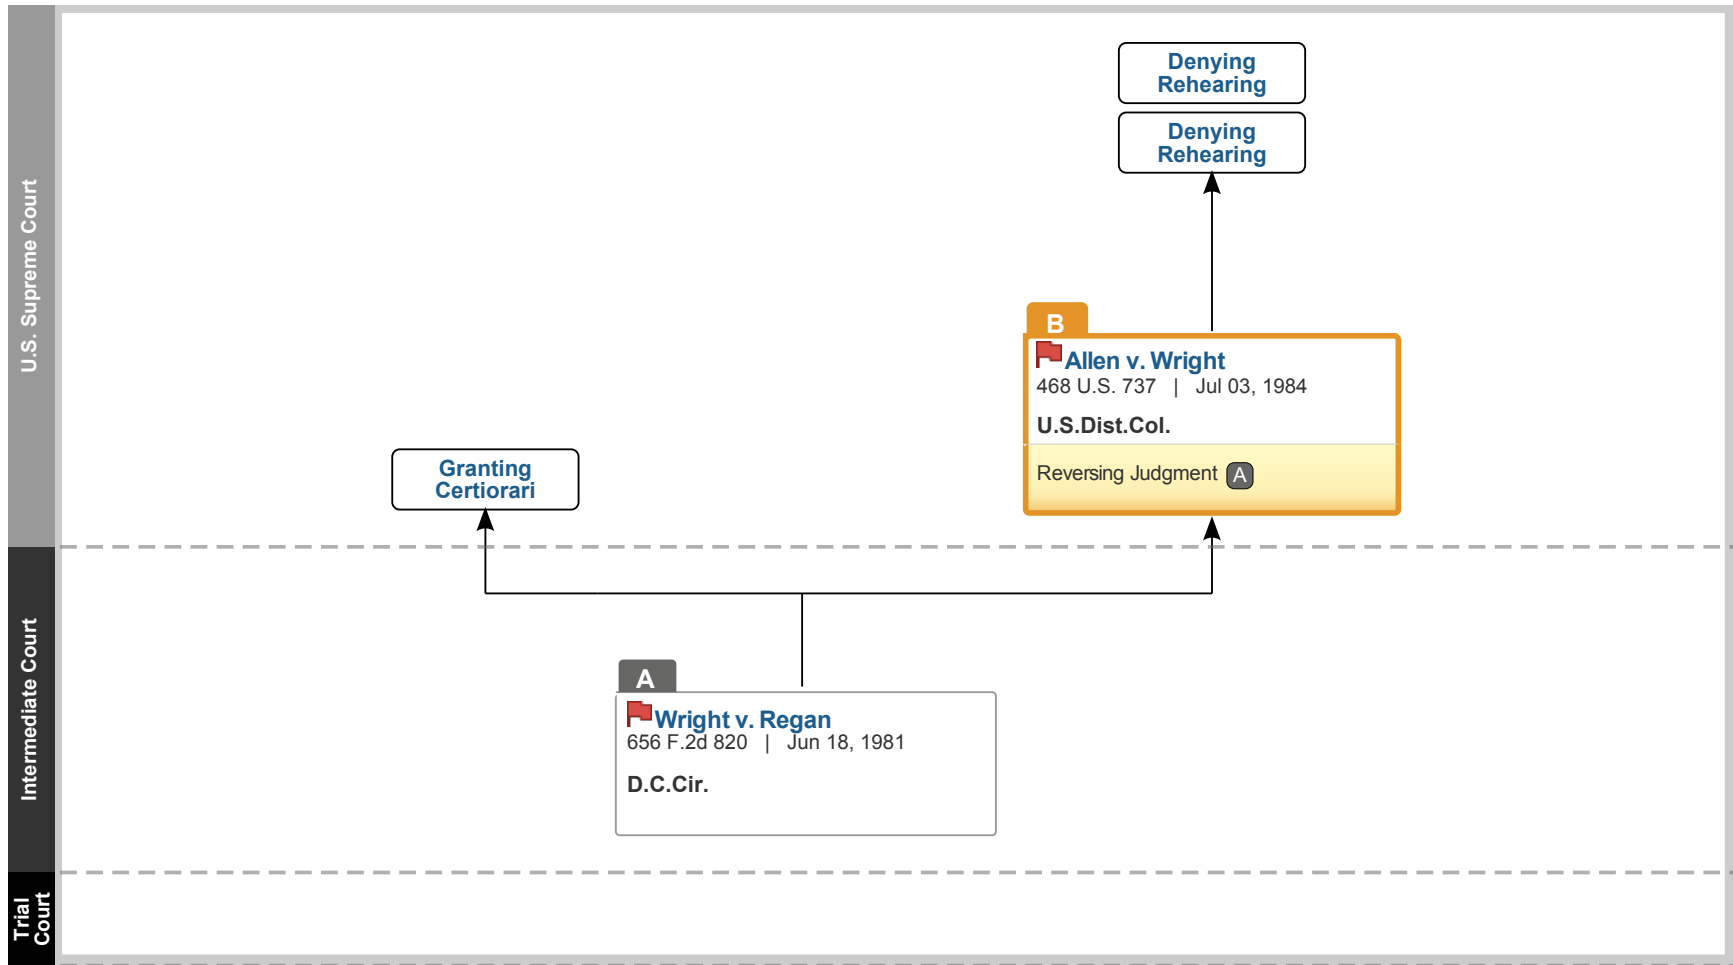 U.S. Supreme Court
Denying
Rehearing
Denying
Rehearing
B
Allen v. Wright
468 U.S. 737 | Jul 03, 1984
U.S.Dist.Col.
Reversing Judgment A
Granting
Certiorari
Intermediate Court
A
Wright v. Regan
656 F.2d 820 | Jun 18, 1981
D.C.Cir.
Trial
Court